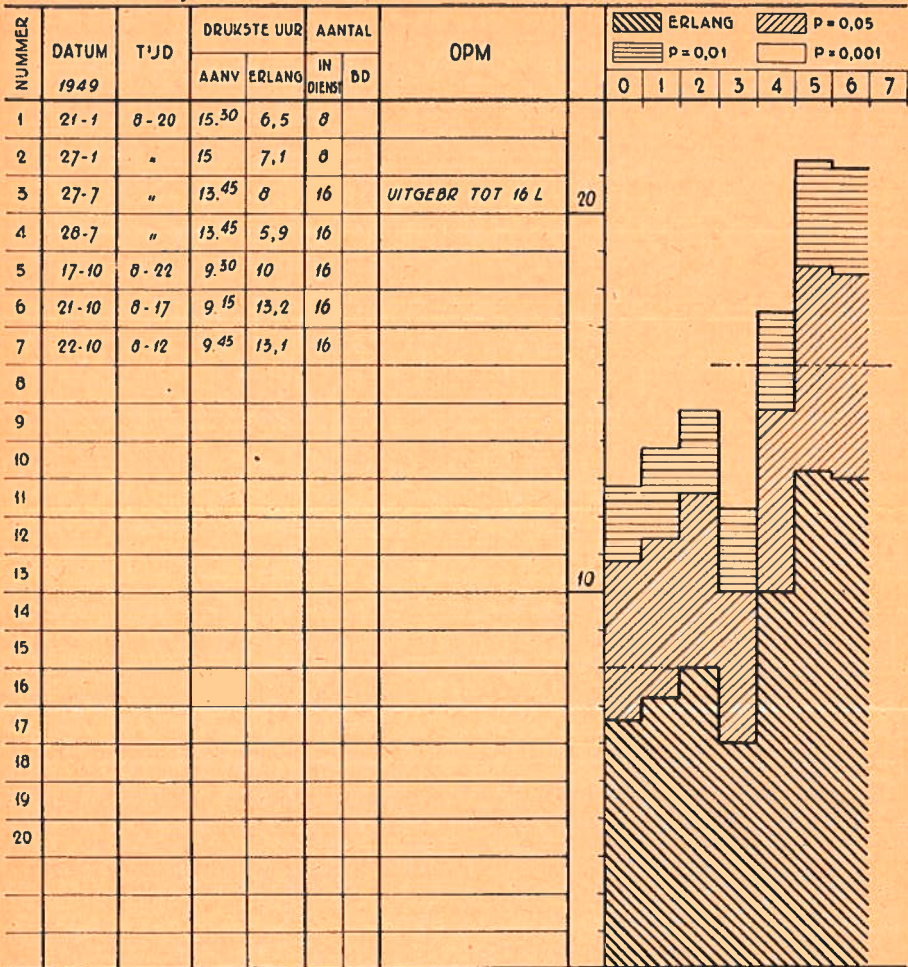 NUMMER DATUM 1949 TIJD DRUKSTE UUR AANTAL OPM
AANV ERLANG IN DIENST BD
ERLANG P = 0,05
P = 0,01 P = 0,001
0 1 2 3 4 5 6 7
1 21-1 8-20 15.30 6,5 8
2 27-1 " 15 7,1 8
3 27-7 " 13.45 8 16 UITGEBR TOT 16 L
4 28-7 " 13.45 5,9 16
5 17-10 8-22 9.30 10 16
6 21-10 8-17 9.15 13,2 16
7 22-10 8-12 9.45 13,1 16
8
9
10
11
12
13
14
15
16
17
18
19
20
20
10